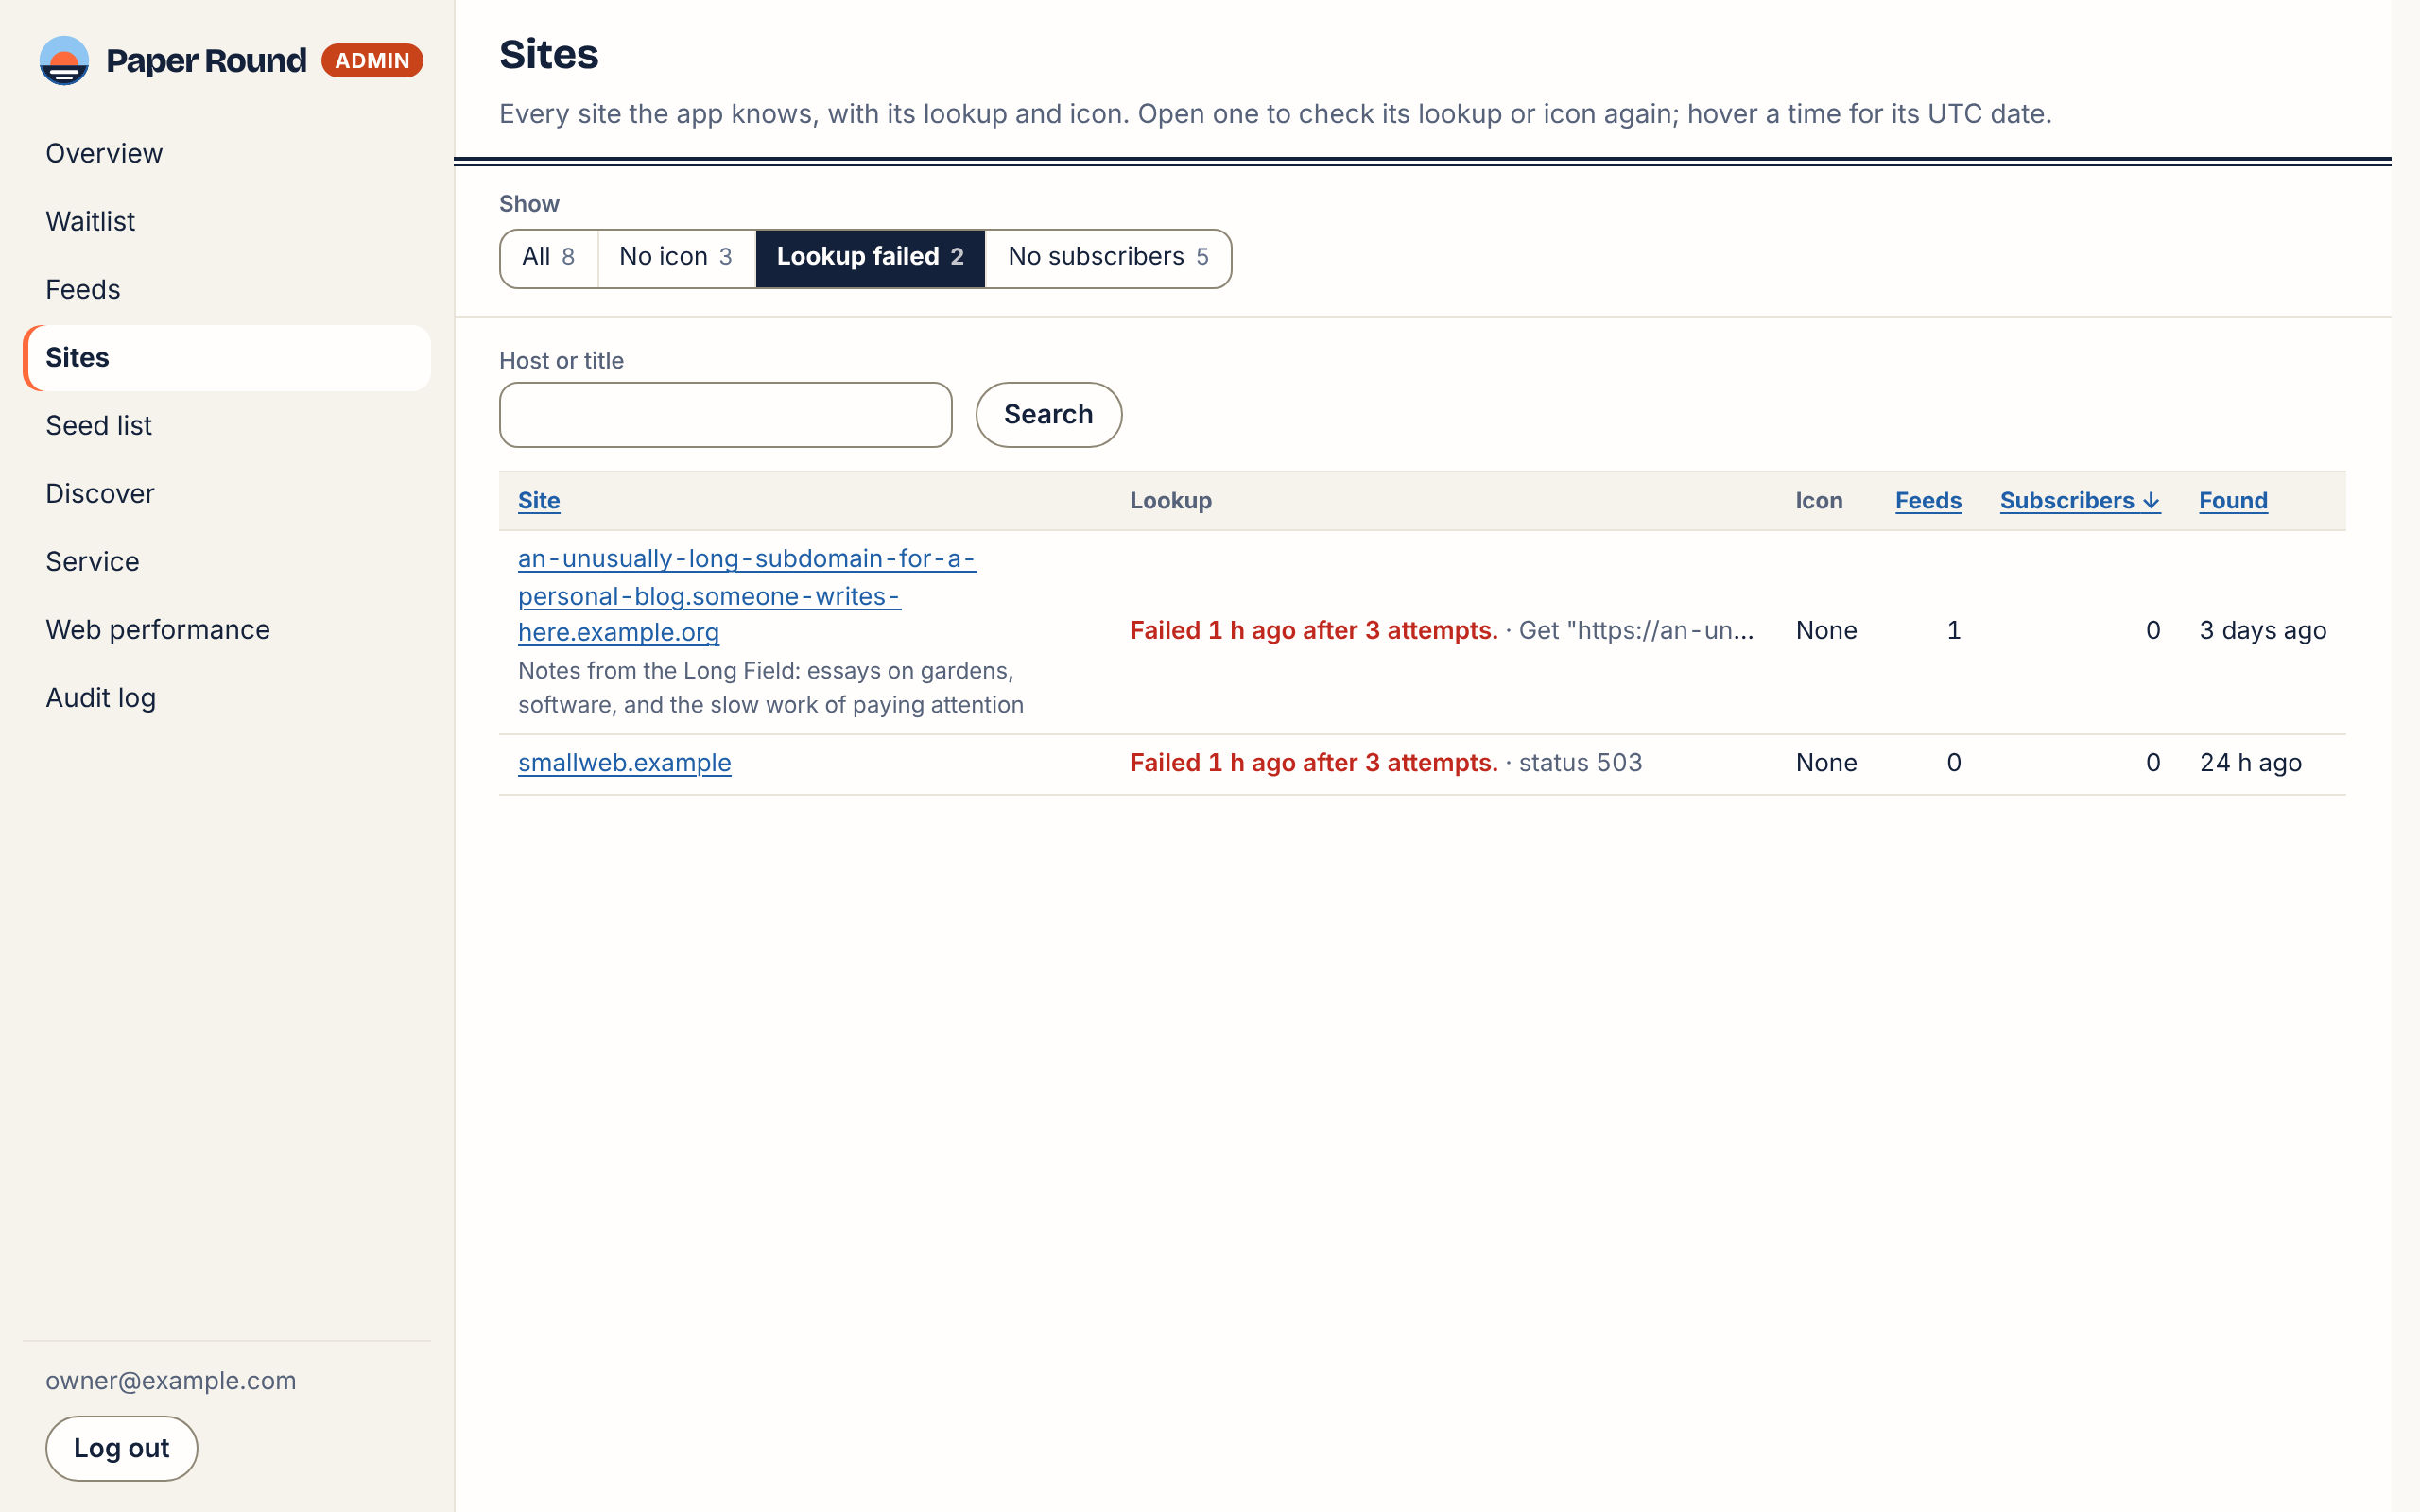 Paper Round ADMIN
Overview
Waitlist
Feeds
Sites
Seed list
Discover
Service
Web performance
Audit log
owner@example.com
Log out
Sites
Every site the app knows, with its lookup and icon. Open one to check its lookup or icon again; hover a time for its UTC date.
Show
All 8 No icon 3 Lookup failed 2 No subscribers 5
Host or title
Search
Site Lookup Icon Feeds Subscribers ↓ Found
an-unusually-long-subdomain-for-a-
personal-blog.someone-writes-
here.example.org
Notes from the Long Field: essays on gardens,
software, and the slow work of paying attention
Failed 1 h ago after 3 attempts. · Get "https://an-un… None 1 0 3 days ago
smallweb.example Failed 1 h ago after 3 attempts. · status 503 None 0 0 24 h ago